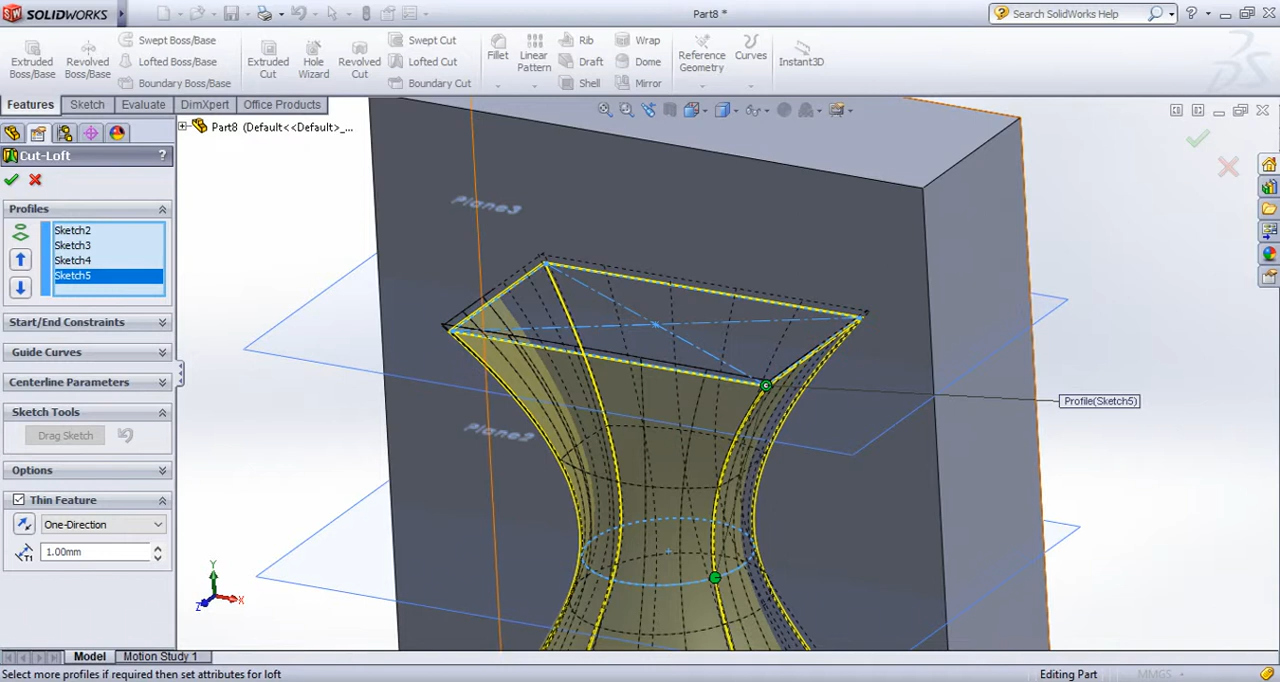 SOLIDWORKS
Part8 *
Search SolidWorks Help
Extruded Boss/Base
Revolved Boss/Base
Swept Boss/Base
Lofted Boss/Base
Boundary Boss/Base
Extruded Cut
Hole Wizard
Revolved Cut
Swept Cut
Lofted Cut
Boundary Cut
Fillet
Linear Pattern
Rib
Draft
Shell
Wrap
Dome
Mirror
Reference Geometry
Curves
Instant3D
Features
Sketch
Evaluate
DimXpert
Office Products
Part8 (Default<<Default>_...
Cut-Loft
?
Profiles
Sketch2
Sketch3
Sketch4
Sketch5
Start/End Constraints
Guide Curves
Centerline Parameters
Sketch Tools
Drag Sketch
Options
Thin Feature
One-Direction
1.00mm
Plane3
Plane2
Profile(Sketch5)
Y
Z
X
Model
Motion Study 1
Select more profiles if required then set attributes for loft
Editing Part
MMGS